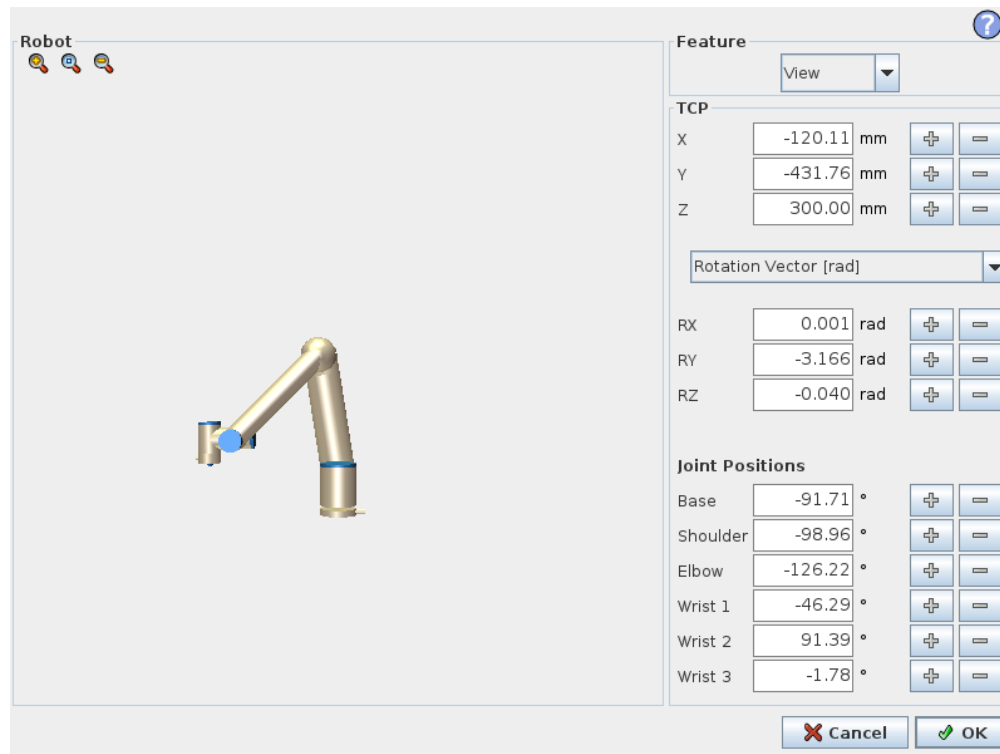 ?
Robot
Feature
View
TCP
X -120.11 mm
Y -431.76 mm
Z 300.00 mm
Rotation Vector [rad]
RX 0.001 rad
RY -3.166 rad
RZ -0.040 rad
Joint Positions
Base -91.71 °
Shoulder -98.96 °
Elbow -126.22 °
Wrist 1 -46.29 °
Wrist 2 91.39 °
Wrist 3 -1.78 °
Cancel OK